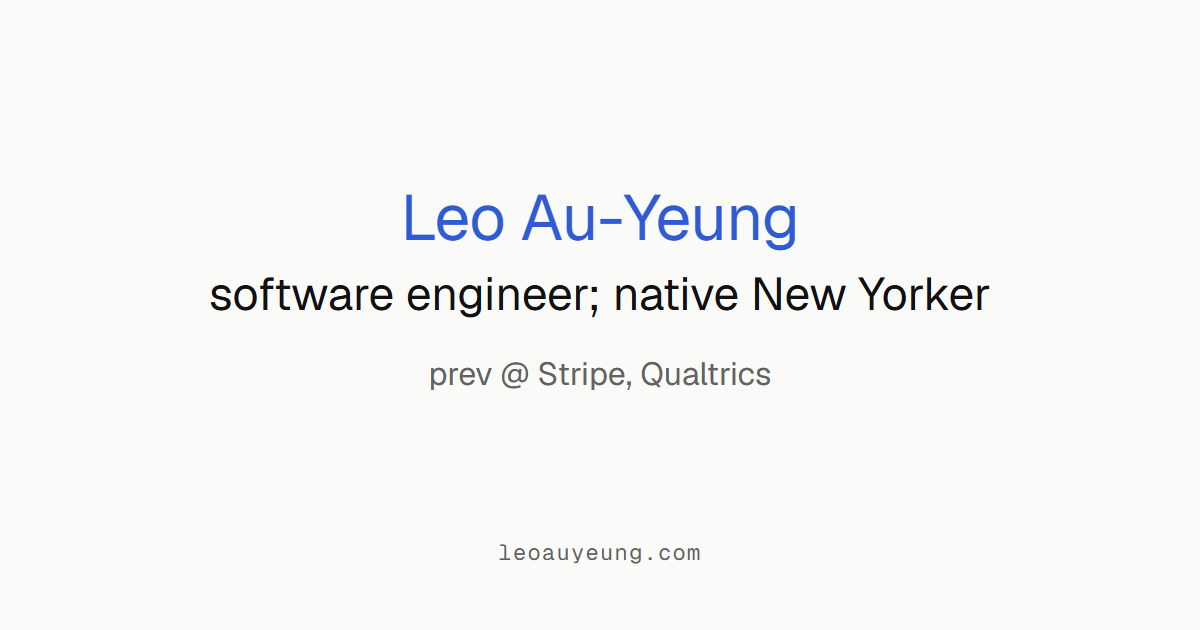 Leo Au-Yeung
software engineer; native New Yorker
prev @ Stripe, Qualtrics
leoauyeung.com